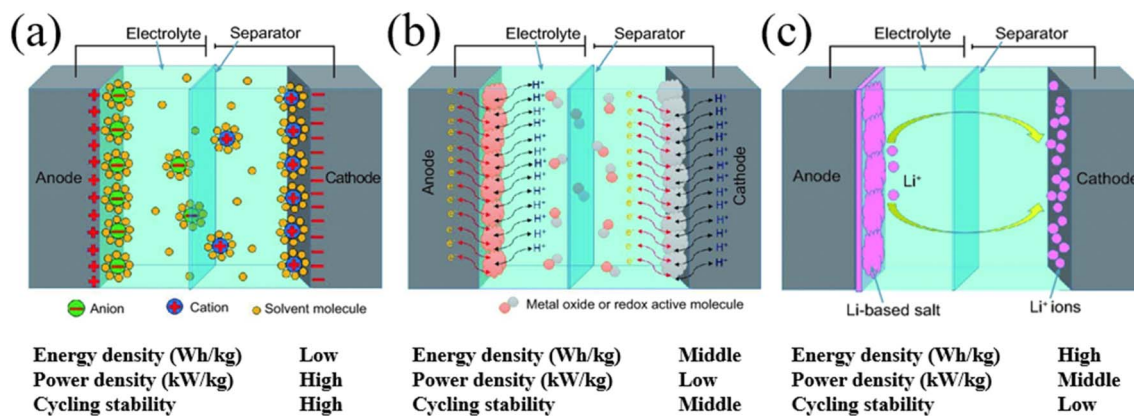 (a)
Electrolyte
Separator
Anode
Cathode
Anion
Cation
Solvent molecule
Energy density (Wh/kg) Low
Power density (kW/kg) High
Cycling stability High
(b)
Electrolyte
Separator
Anode
Cathode
H⁺ H⁺
H⁺ H⁺
H⁺ H⁺
H⁺ H⁺
H⁺ H⁺
H⁺ H⁺
H⁺ H⁺
H⁺ H⁺
H⁺ H⁺
H⁺ H⁺
H⁺ H⁺
H⁺ H⁺
H⁺ H⁺
Metal oxide or redox active molecule
Energy density (Wh/kg) Middle
Power density (kW/kg) Low
Cycling stability Middle
(c)
Electrolyte
Separator
Anode
Li⁺
Cathode
Li-based salt
Li⁺ ions
Energy density (Wh/kg) High
Power density (kW/kg) Middle
Cycling stability Low